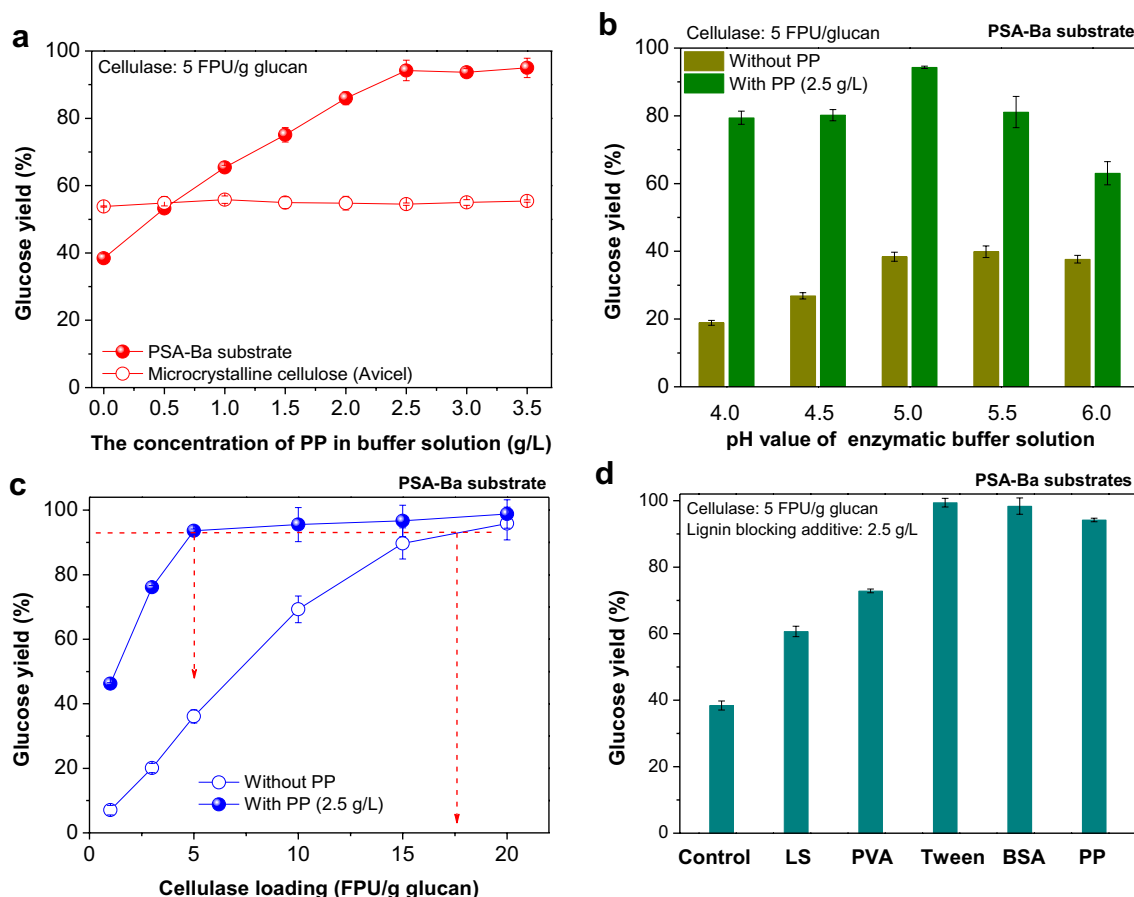 a
Cellulase: 5 FPU/g glucan
Glucose yield (%)
100
80
60
40
20
0
PSA-Ba substrate
Microcrystalline cellulose (Avicel)
0.0 0.5 1.0 1.5 2.0 2.5 3.0 3.5
The concentration of PP in buffer solution (g/L)
b
Cellulase: 5 FPU/glucan
PSA-Ba substrate
Without PP
With PP (2.5 g/L)
Glucose yield (%)
100
80
60
40
20
0
4.0 4.5 5.0 5.5 6.0
pH value of enzymatic buffer solution
c
PSA-Ba substrate
Glucose yield (%)
100
80
60
40
20
0
Without PP
With PP (2.5 g/L)
0 5 10 15 20
Cellulase loading (FPU/g glucan)
d
PSA-Ba substrates
Cellulase: 5 FPU/g glucan
Lignin blocking additive: 2.5 g/L
Glucose yield (%)
100
80
60
40
20
0
Control LS PVA Tween BSA PP